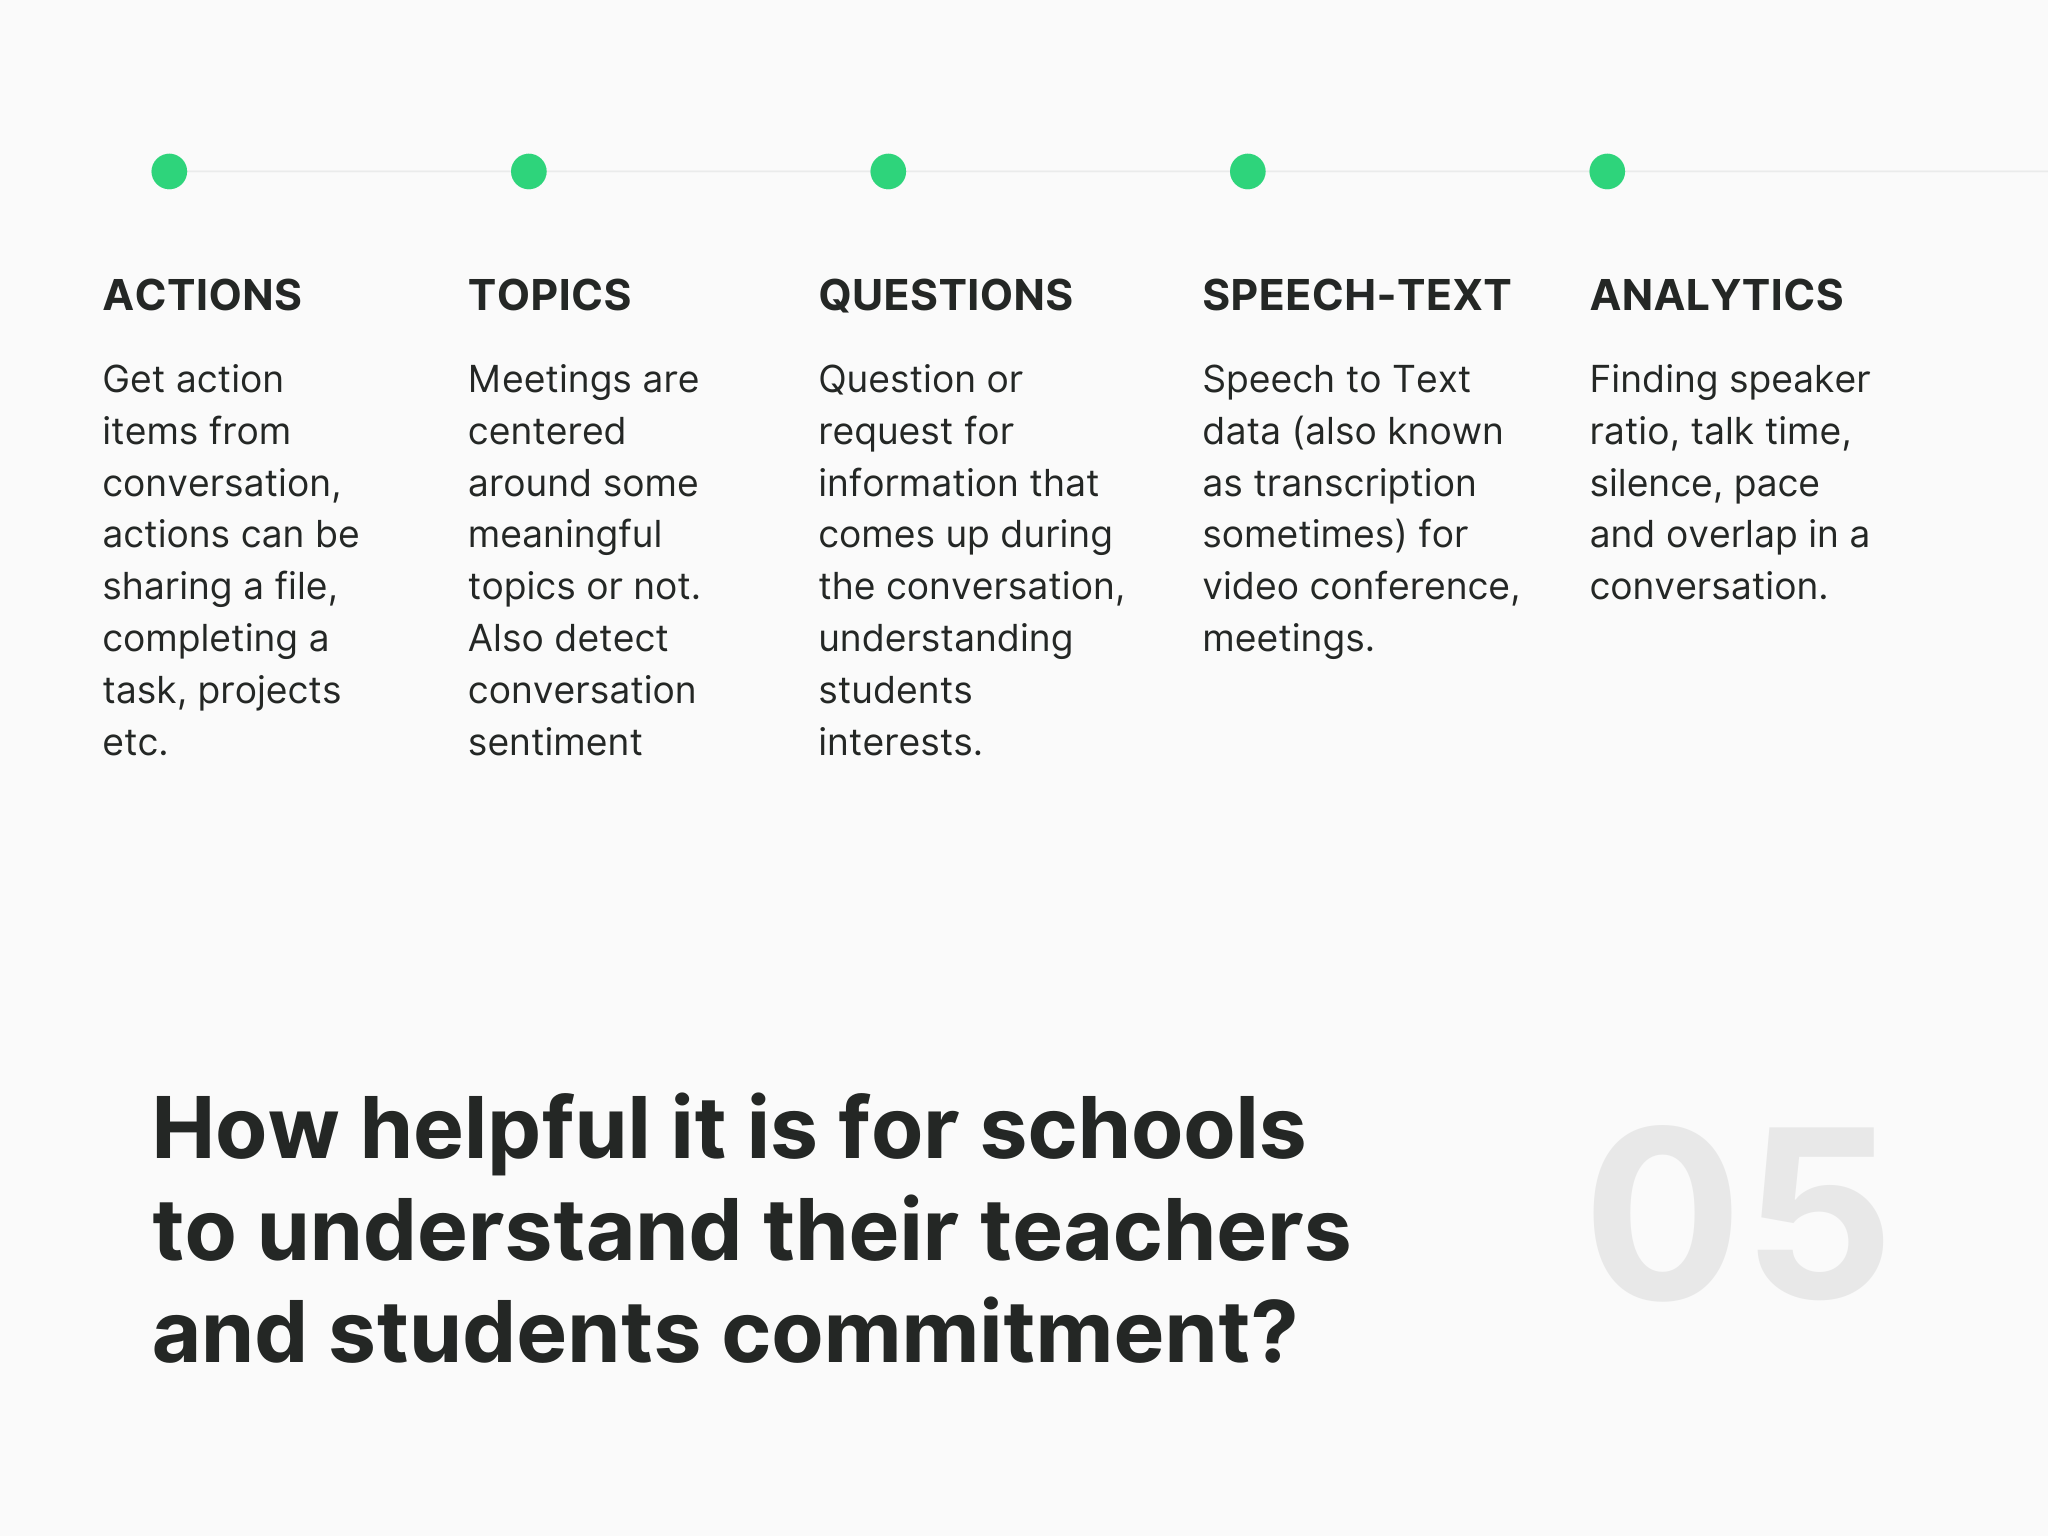 ACTIONS
Get action
items from
conversation,
actions can be
sharing a file,
completing a
task, projects
etc.
TOPICS
Meetings are
centered
around some
meaningful
topics or not.
Also detect
conversation
sentiment
QUESTIONS
Question or
request for
information that
comes up during
the conversation,
understanding
students
interests.
SPEECH-TEXT
Speech to Text
data (also known
as transcription
sometimes) for
video conference,
meetings.
ANALYTICS
Finding speaker
ratio, talk time,
silence, pace
and overlap in a
conversation.
How helpful it is for schools
to understand their teachers
and students commitment?
05